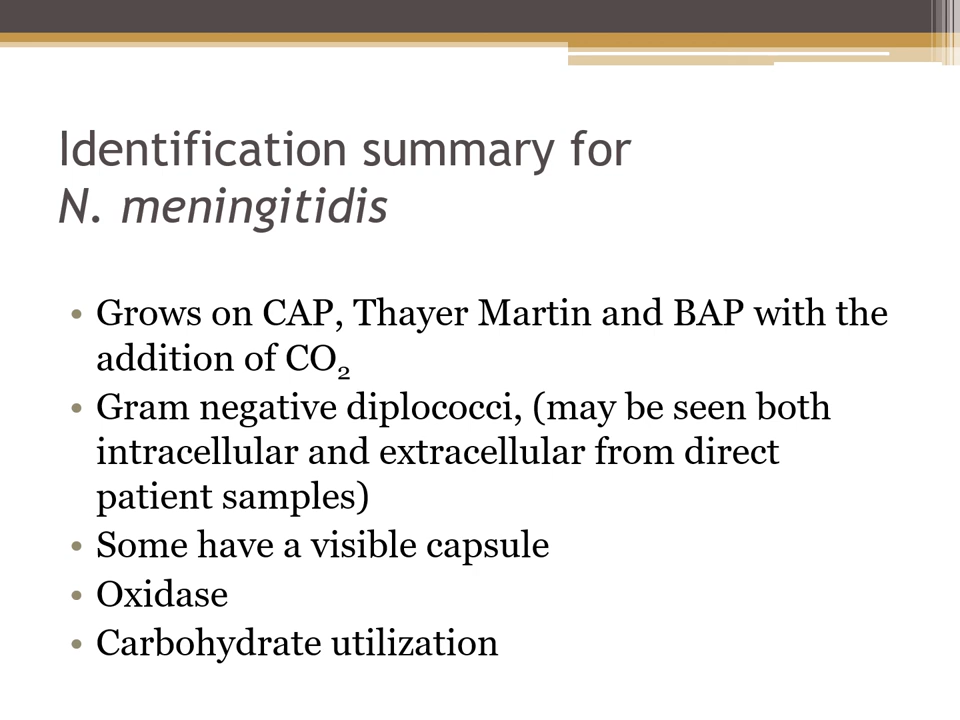 Identification summary for
N. meningitidis
• Grows on CAP, Thayer Martin and BAP with the
addition of CO₂
• Gram negative diplococci, (may be seen both
intracellular and extracellular from direct
patient samples)
• Some have a visible capsule
• Oxidase
• Carbohydrate utilization